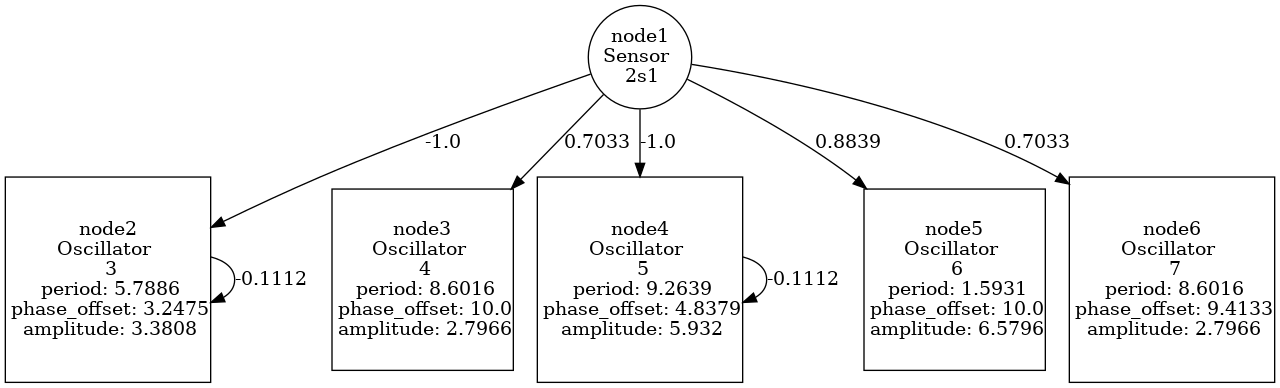 node1
Sensor
2s1
-1.0
0.7033
-1.0
0.8839
0.7033
node2
Oscillator
3
period: 5.7886
phase_offset: 3.2475
amplitude: 3.3808
-0.1112
node3
Oscillator
4
period: 8.6016
phase_offset: 10.0
amplitude: 2.7966
node4
Oscillator
5
period: 9.2639
phase_offset: 4.8379
amplitude: 5.932
-0.1112
node5
Oscillator
6
period: 1.5931
phase_offset: 10.0
amplitude: 6.5796
node6
Oscillator
7
period: 8.6016
phase_offset: 9.4133
amplitude: 2.7966